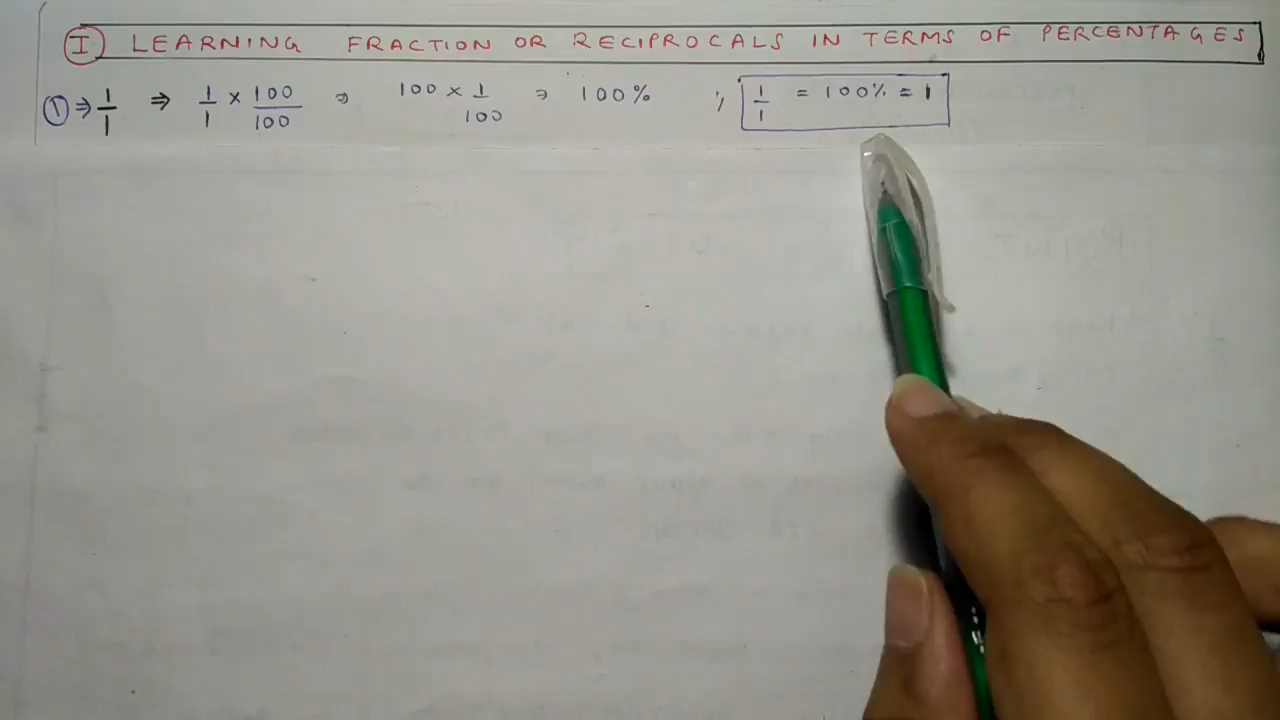 I) LEARNING FRACTION OR RECIPROCALS IN TERMS OF PERCENTAGES
① ⇒ 1/1 ⇒ 1/1 × 100/100 ⇒ 100 × 1/100 ⇒ 100% ; 1/1 = 100% = 1